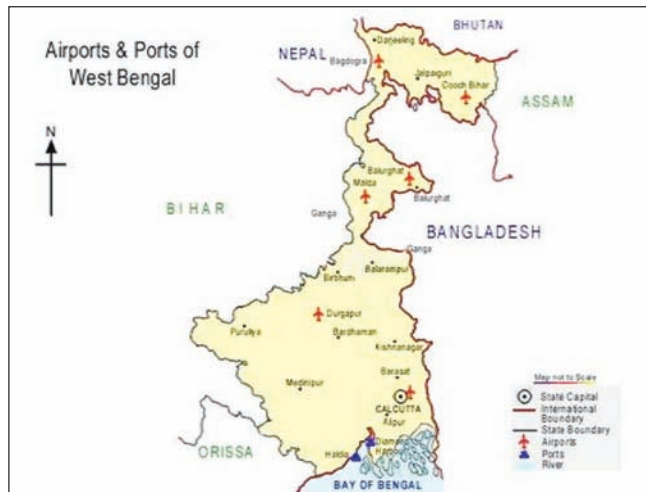 Airports & Ports of
West Bengal
N
NEPAL
BHUTAN
Darjeeling
Bagdogra
Jalpaiguri
Cooch Bihar
ASSAM
BIHAR
Balurghat
Malda
Balurghat
Ganga
BANGLADESH
Ganga
Balarampur
Birbhum
Durgapur
Puruliya
Bardhaman
Kishnanagar
Barasat
Medinipur
CALCUTTA
Alipur
Diamond
Harbour
Haldia
ORISSA
BAY OF BENGAL
Map not to Scale
State Capital
International
Boundary
State Boundary
Airports
Ports
River